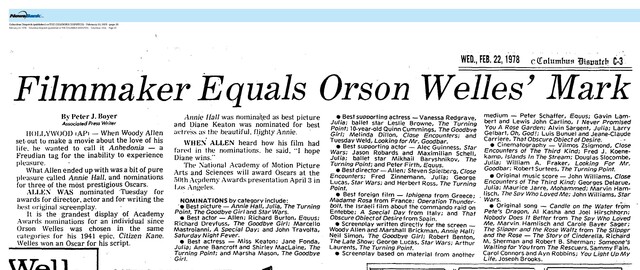 NewsBank
WED., FEB. 22, 1978 Columbus Dispatch C-3
Filmmaker Equals Orson Welles' Mark
By Peter J. Boyer
Associated Press Writer
HOLLYWOOD (AP) — When Woody Allen
set out to make a movie about the love of his
life, he wanted to call it Anhedonia — a
Freudian tag for the inability to experience
pleasure.
What Allen ended up with was a bit of pure
pleasure called Annie Hall, and nominations
for three of the most prestigious Oscars.
ALLEN WAS nominated Tuesday for
awards for director, actor and for writing the
best original screenplay.
It is the grandest display of Academy
Award nominations for an individual since
Orson Welles was chosen in the same
categories for his 1941 epic, Citizen Kane.
Welles won an Oscar for his script.
Annie Hall was nominated as best picture
and Diane Keaton was nominated for best
actress as the beautiful, flighty Annie.
WHEN ALLEN heard how his film had
fared in the nominations, he said, "I hope
Diane wins."
The National Academy of Motion Picture
Arts and Sciences will award Oscars at the
50th Academy Awards presentation April 3 in
Los Angeles.
NOMINATIONS by category include:
● Best picture — Annie Hall, Julia, The Turning
Point, The Goodbye Girl and Star Wars.
● Best actor — Allen; Richard Burton, Equus;
Richard Dreyfuss, The Goodbye Girl; Marcello
Mastroianni, A Special Day; and John Travolta,
Saturday Night Fever.
● Best actress — Miss Keaton; Jane Fonda,
Julia; Anne Bancroft and Shirley MacLaine, The
Turning Point; and Marsha Mason, The Goodbye
Girl.
● Best supporting actress — Vanessa Redgrave,
Julia; ballet star Leslie Browne, The Turning
Point; 10-year-old Quinn Cummings, The Goodbye
Girl; Melinda Dillon, Close Encounters; and
Tuesday Weld, Looking for Mr. Goodbar.
● Best supporting actor — Alec Guinness, Star
Wars; Jason Robards and Maximilian Schell,
Julia; ballet star Mikhail Baryshnikov, The
Turning Point; and Peter Firth, Equus.
● Best director — Allen; Steven Spielberg, Close
Encounters; Fred Zinnemann, Julia; George
Lucas, Star Wars; and Herbert Ross, The Turning
Point.
● Best foreign film — Iphigenia from Greece;
Madame Rosa from France; Operation Thunder-
bolt, the Israeli film about the commando raid on
Entebbe; A Special Day from Italy; and That
Obscure Object of Desire from Spain.
● Screenplay written directly for the screen —
Woody Allen and Marshall Brickman, Annie Hall;
Neil Simon, The Goodbye Girl; Robert Benton,
The Late Show; George Lucas, Star Wars; Arthur
Laurents, The Turning Point.
● Screenplay based on material from another
medium — Peter Shaffer, Equus; Gavin Lam-
bert and Lewis John Carlino, I Never Promised
You A Rose Garden; Alvin Sargent, Julia; Larry
Gelbart, Oh, God!; Luis Bunuel and Jeane-Claude
Carriere, That Obscure Object of Desire.
● Cinematography — Vilmos Zsigmond, Close
Encounters of The Third Kind; Fred J. Koene-
kamp, Islands In The Stream; Douglas Slocombe,
Julia; William A. Fraker, Looking For Mr.
Goodbar; Robert Surtees, The Turning Point.
● Original music score — John Williams, Close
Encounters of The Third Kind; Georges Delerue,
Julia; Maurice Jarre, Mohammed; Marvin Ham-
lisch, The Spy Who Loved Me; John Williams, Star
Wars.
● Original song — Candle on the Water from
Pete's Dragon, Al Kasha and Joel Hirschhorn;
Nobody Does It Better from The Spy Who Loved
Me, Marvin Hamlisch and Carole Bayer Sager;
The Slipper and the Rose Waltz from The Slipper
and the Rose — The Story of Cinderella, Richard
M. Sherman and Robert B. Sherman; Someone's
Waiting for You from The Rescuers, Sammy Fain,
Carol Connors and Ayn Robbins; You Light Up My
Life, Joseph Brooks.
Well